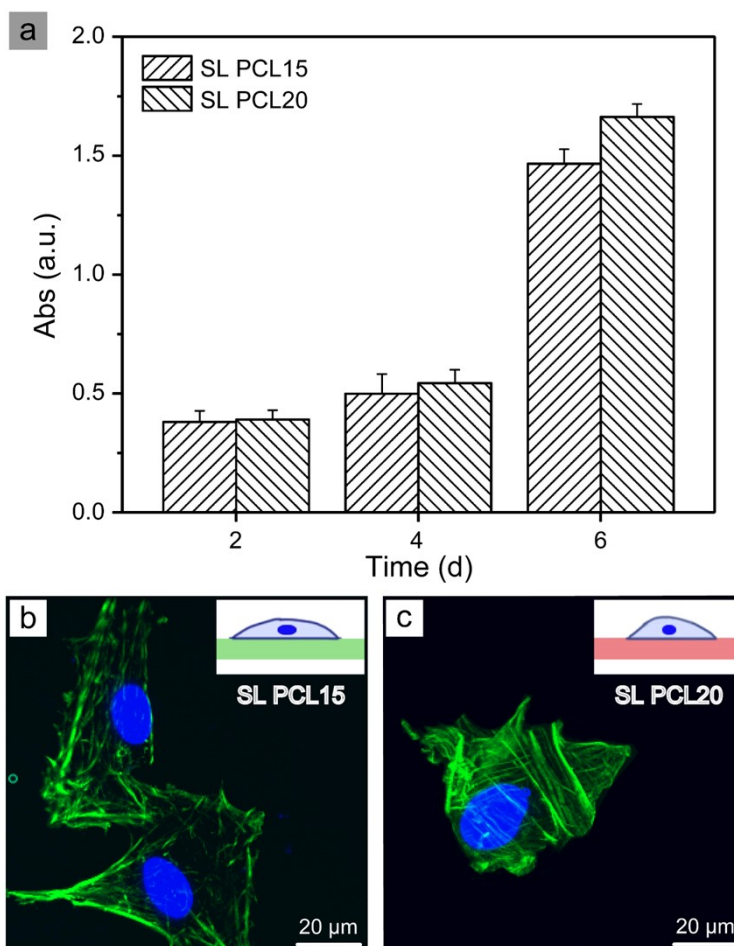 a
2.0
1.5
1.0
0.5
0.0
Abs (a.u.)
SL PCL15
SL PCL20
2
4
6
Time (d)
b
SL PCL15
20 µm
c
SL PCL20
20 µm